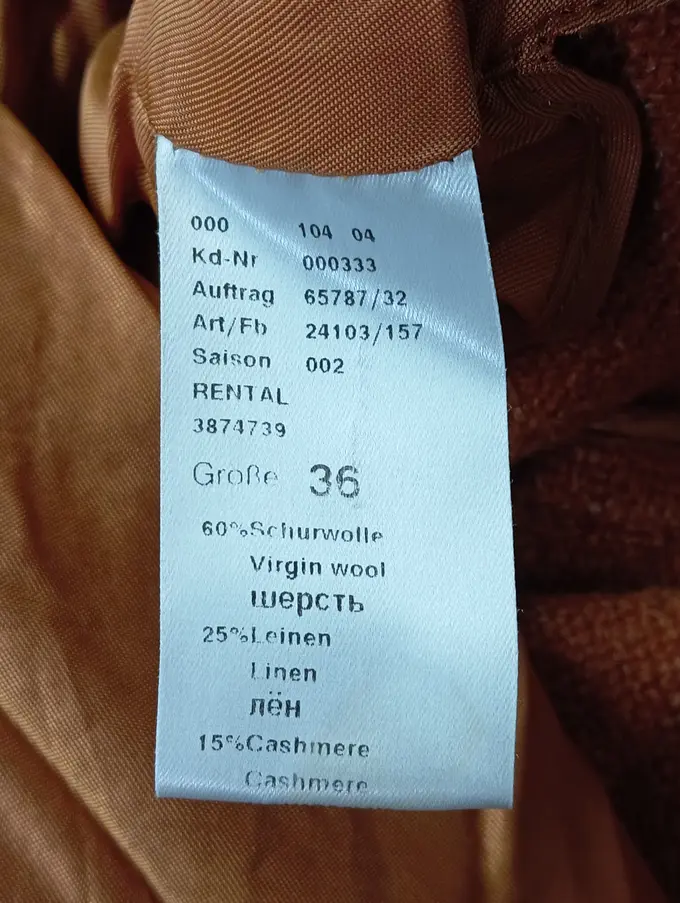 000 104 04
Kd-Nr 000333
Auftrag 65787/32
Art/Fb 24103/157
Saison 002
RENTAL
3874739
Größe 36
60%Schurwolle
Virgin wool
шерсть
25%Leinen
Linen
лён
15%Cashmere
Cashmere